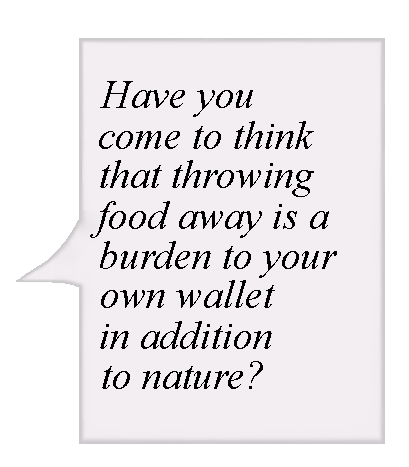 Have you
come to think
that throwing
food away is a
burden to your
own wallet
in addition
to nature?